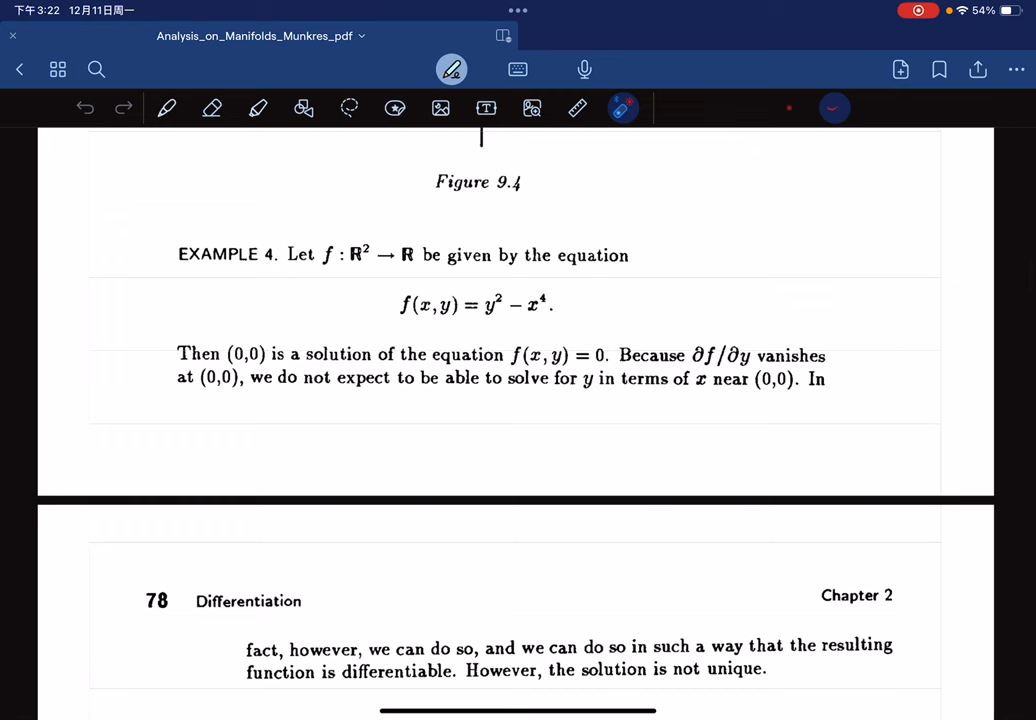 下午3:22 12月11日周一
54%
Analysis_on_Manifolds_Munkres_pdf
Figure 9.4
EXAMPLE 4. Let f : R² → R be given by the equation
f(x,y) = y² − x⁴.
Then (0,0) is a solution of the equation f(x,y) = 0. Because ∂f/∂y vanishes
at (0,0), we do not expect to be able to solve for y in terms of x near (0,0). In
78 Differentiation Chapter 2
fact, however, we can do so, and we can do so in such a way that the resulting
function is differentiable. However, the solution is not unique.